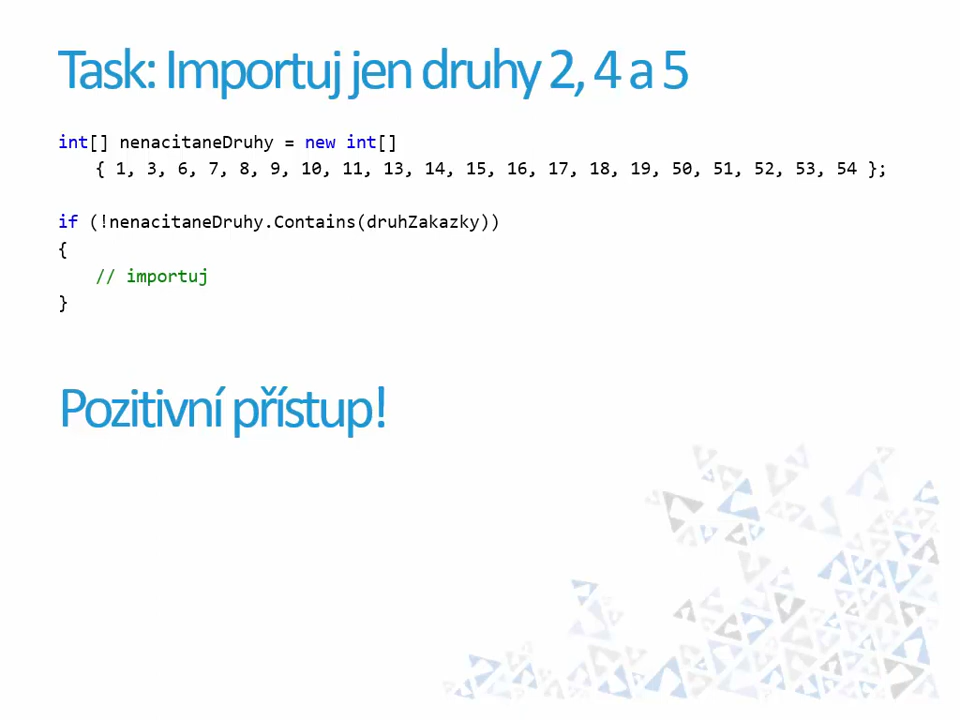 Task: Importuj jen druhy 2, 4 a 5
int[] nenacitaneDruhy = new int[]
{ 1, 3, 6, 7, 8, 9, 10, 11, 13, 14, 15, 16, 17, 18, 19, 50, 51, 52, 53, 54 };
if (!nenacitaneDruhy.Contains(druhZakazky))
{
// importuj
}
Pozitivní přístup!